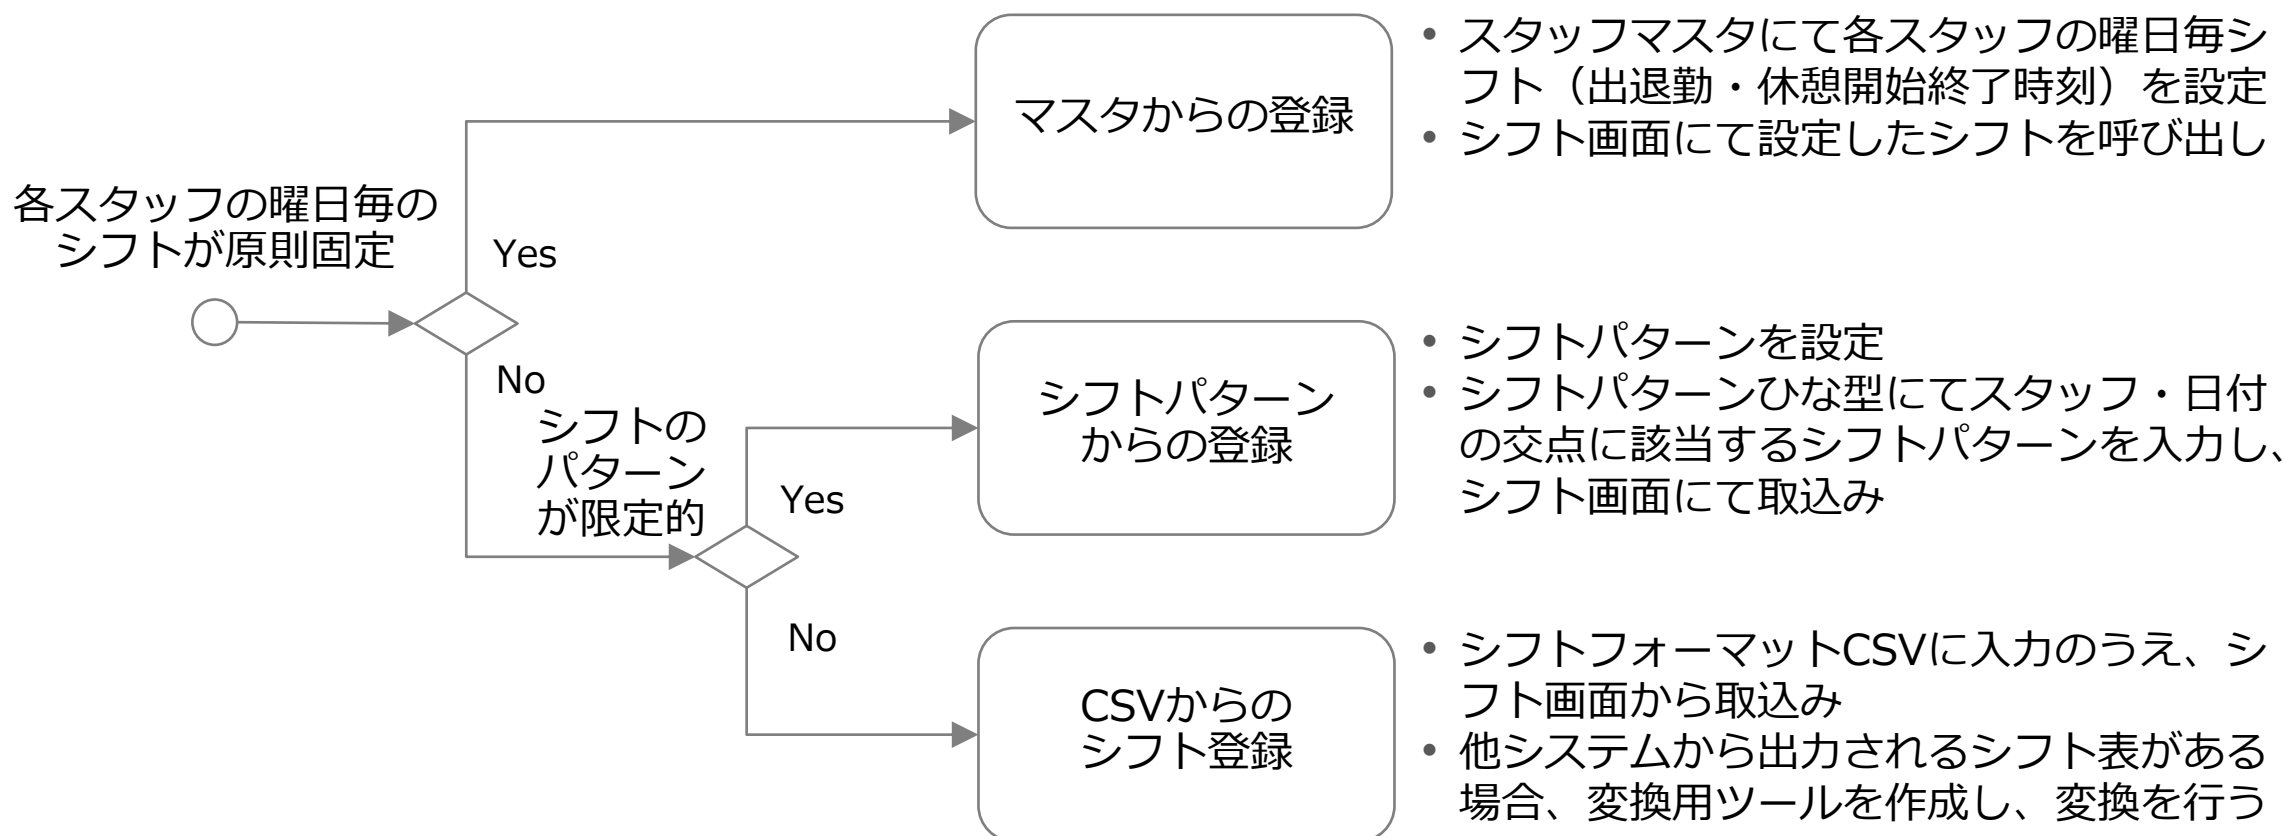 各スタッフの曜日毎の
シフトが原則固定
Yes
No
マスタからの登録
• スタッフマスタにて各スタッフの曜日毎シ
フト（出退勤・休憩開始終了時刻）を設定
• シフト画面にて設定したシフトを呼び出し
シフトの
パターン
が限定的
Yes
No
シフトパターン
からの登録
• シフトパターンを設定
• シフトパターンひな型にてスタッフ・日付
の交点に該当するシフトパターンを入力し、
シフト画面にて取込み
CSVからの
シフト登録
• シフトフォーマットCSVに入力のうえ、シ
フト画面から取込み
• 他システムから出力されるシフト表がある
場合、変換用ツールを作成し、変換を行う